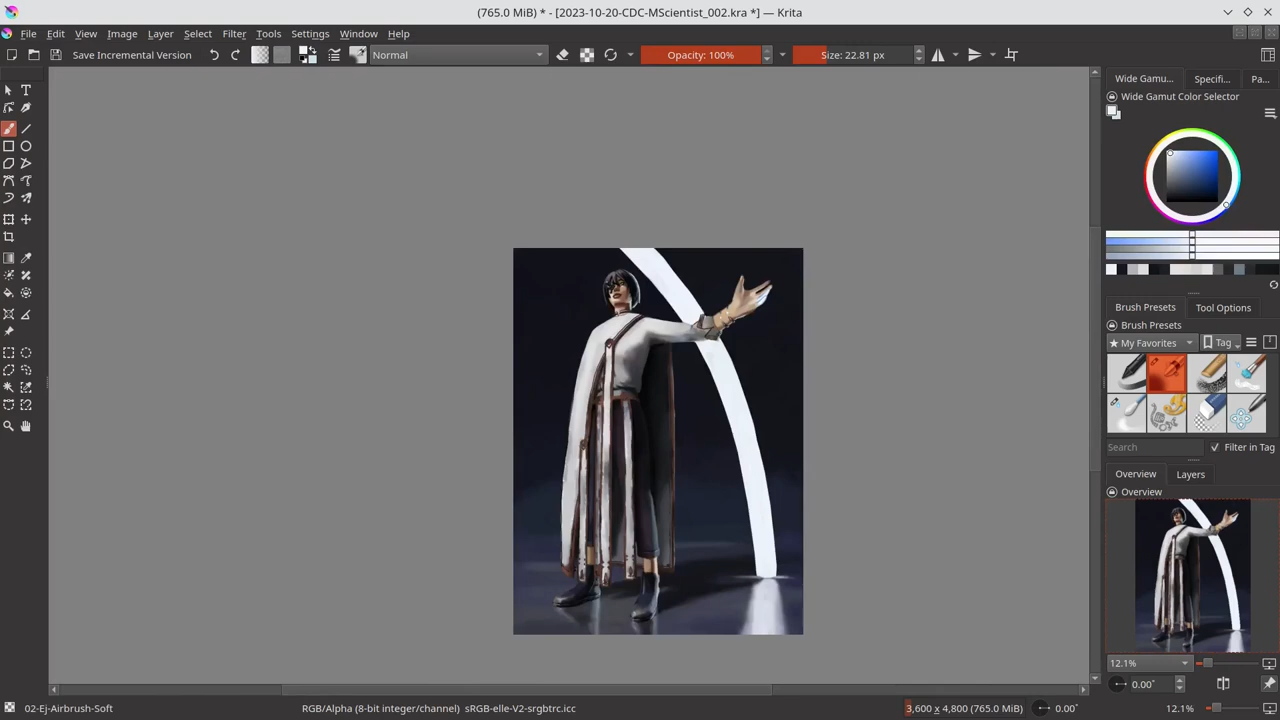 (765.0 MiB) * - [2023-10-20-CDC-MScientist_002.kra *] — Krita
File Edit View Image Layer Select Filter Tools Settings Window Help
Save Incremental Version
Normal
Opacity: 100%
Size: 22.81 px
Wide Gamu... Specifi... Pa...
Wide Gamut Color Selector
Brush Presets Tool Options
Brush Presets
★ My Favorites
Tag
Search
Filter in Tag
Overview Layers
Overview
12.1%
0.00°
02-Ej-Airbrush-Soft
RGB/Alpha (8-bit integer/channel) sRGB-elle-V2-srgbtrc.icc
3,600 x 4,800 (765.0 MiB)
0.00°
12.1%